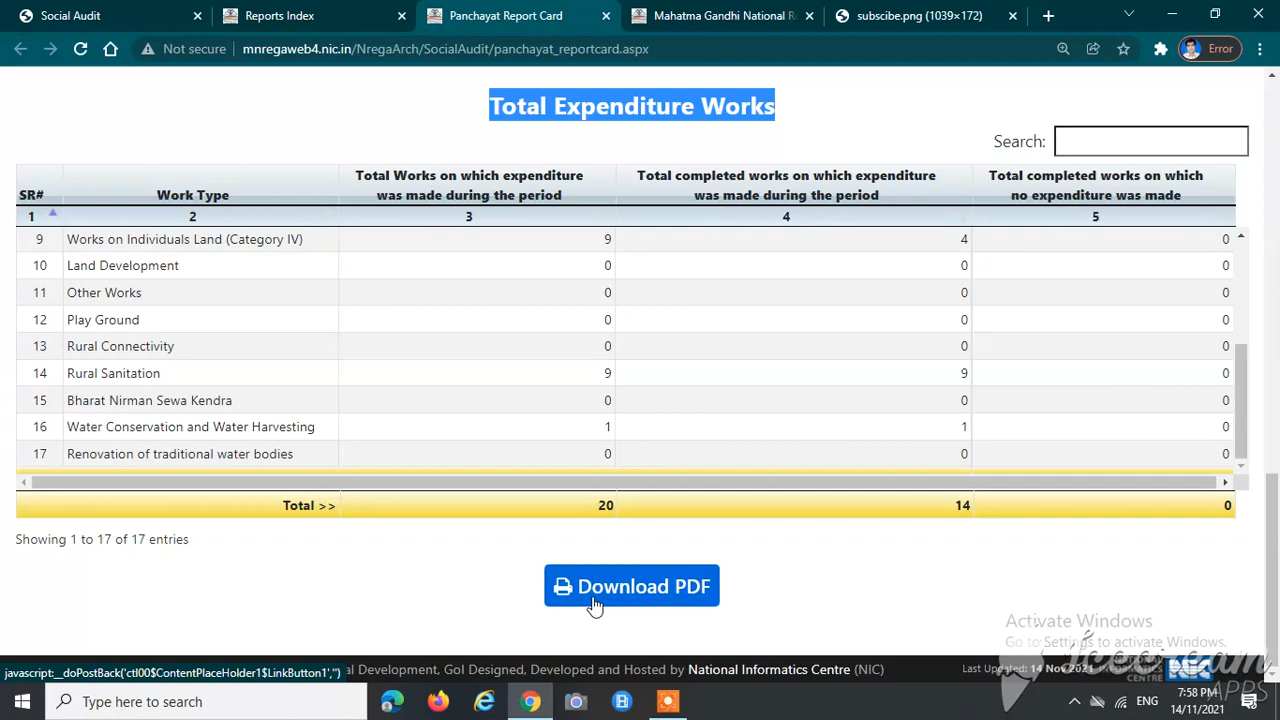 Social Audit
Reports Index
Panchayat Report Card
Mahatma Gandhi National R
subscibe.png (1039×172)
Not secure
mnregaweb4.nic.in/NregaArch/SocialAudit/panchayat_reportcard.aspx
Error
Total Expenditure Works
Search:
SR# Work Type Total Works on which expenditure was made during the period Total completed works on which expenditure was made during the period Total completed works on which no expenditure was made
1 2 3 4 5
9 Works on Individuals Land (Category IV) 9 4 0
10 Land Development 0 0 0
11 Other Works 0 0 0
12 Play Ground 0 0 0
13 Rural Connectivity 0 0 0
14 Rural Sanitation 9 9 0
15 Bharat Nirman Sewa Kendra 0 0 0
16 Water Conservation and Water Harvesting 1 1 0
17 Renovation of traditional water bodies 0 0 0
Total >> 20 14 0
Showing 1 to 17 of 17 entries
Download PDF
Activate Windows
Go to Settings to activate Windows.
javascript:__doPostBack('ctl00$ContentPlaceHolder1$LinkButton1','')
al Development. GoI Designed, Developed and Hosted by National Informatics Centre (NIC)
Last Updated: 14 Nov 2021
Type here to search
ENG
7:58 PM
14/11/2021